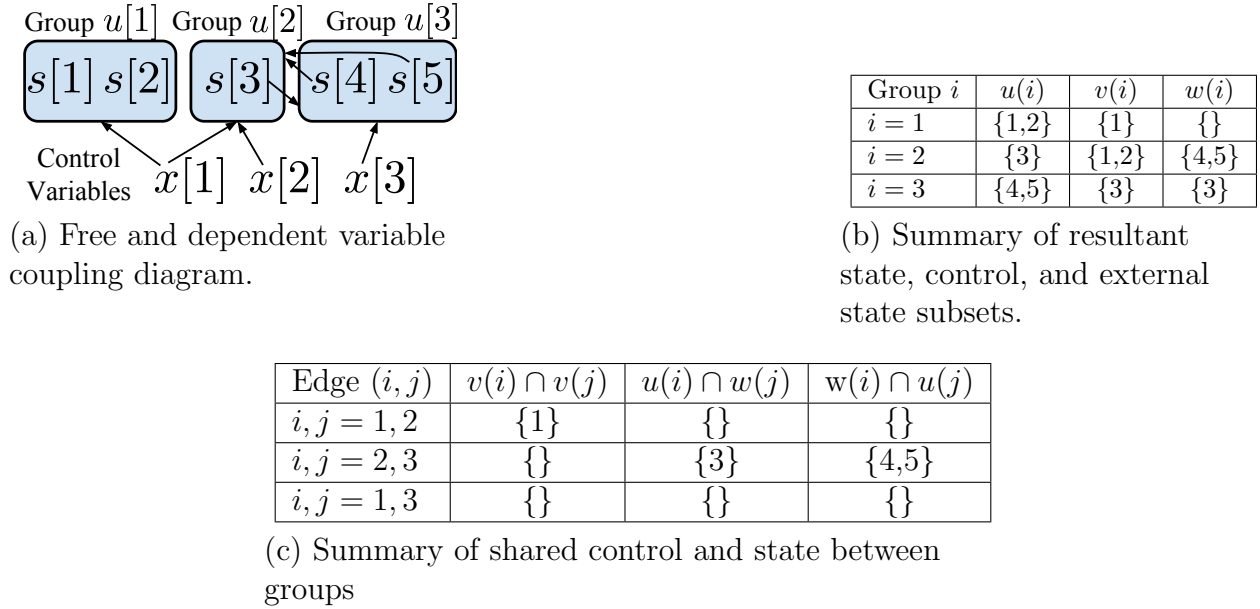 Group u[1] Group u[2] Group u[3]
s[1] s[2] s[3] s[4] s[5]
Control
Variables x[1] x[2] x[3]
(a) Free and dependent variable
coupling diagram.
Group i u(i) v(i) w(i)
i = 1 {1,2} {1} {}
i = 2 {3} {1,2} {4,5}
i = 3 {4,5} {3} {3}
(b) Summary of resultant
state, control, and external
state subsets.
Edge (i, j) v(i) ∩ v(j) u(i) ∩ w(j) w(i) ∩ u(j)
i, j = 1, 2 {1} {} {}
i, j = 2, 3 {} {3} {4,5}
i, j = 1, 3 {} {} {}
(c) Summary of shared control and state between
groups